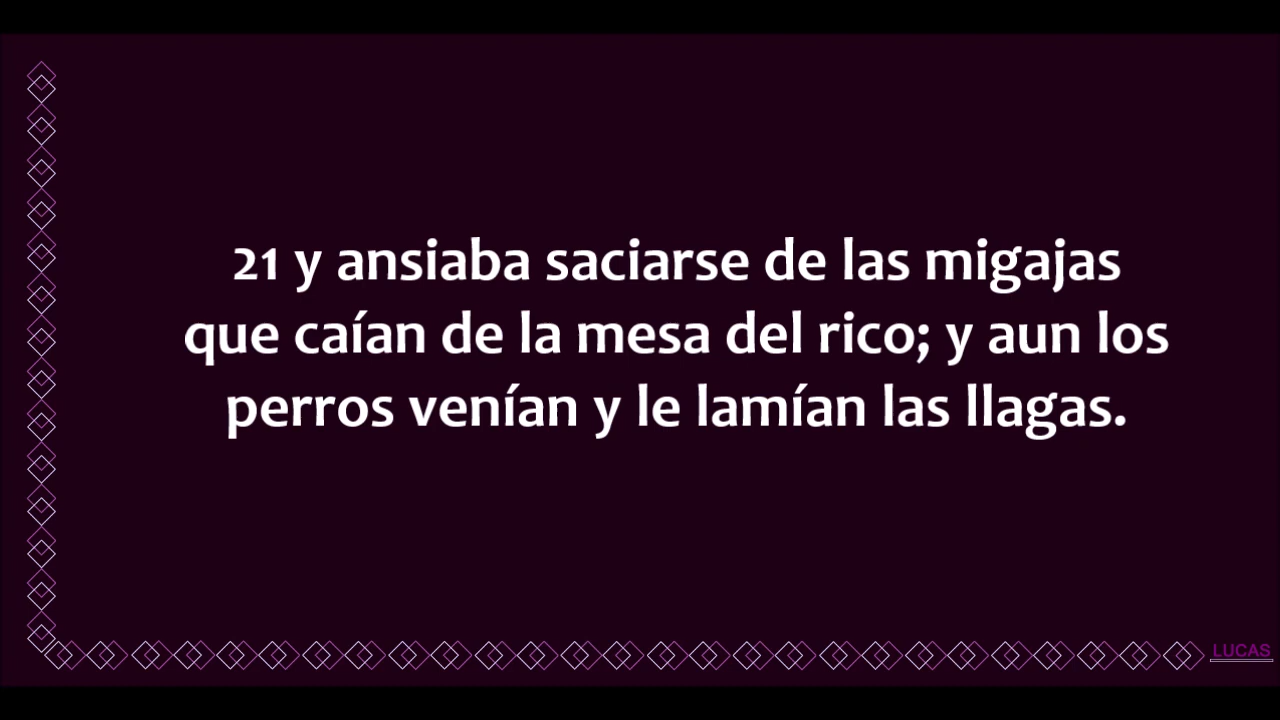 21 y ansiaba saciarse de las migajas
que caían de la mesa del rico; y aun los
perros venían y le lamían las llagas.
LUCAS